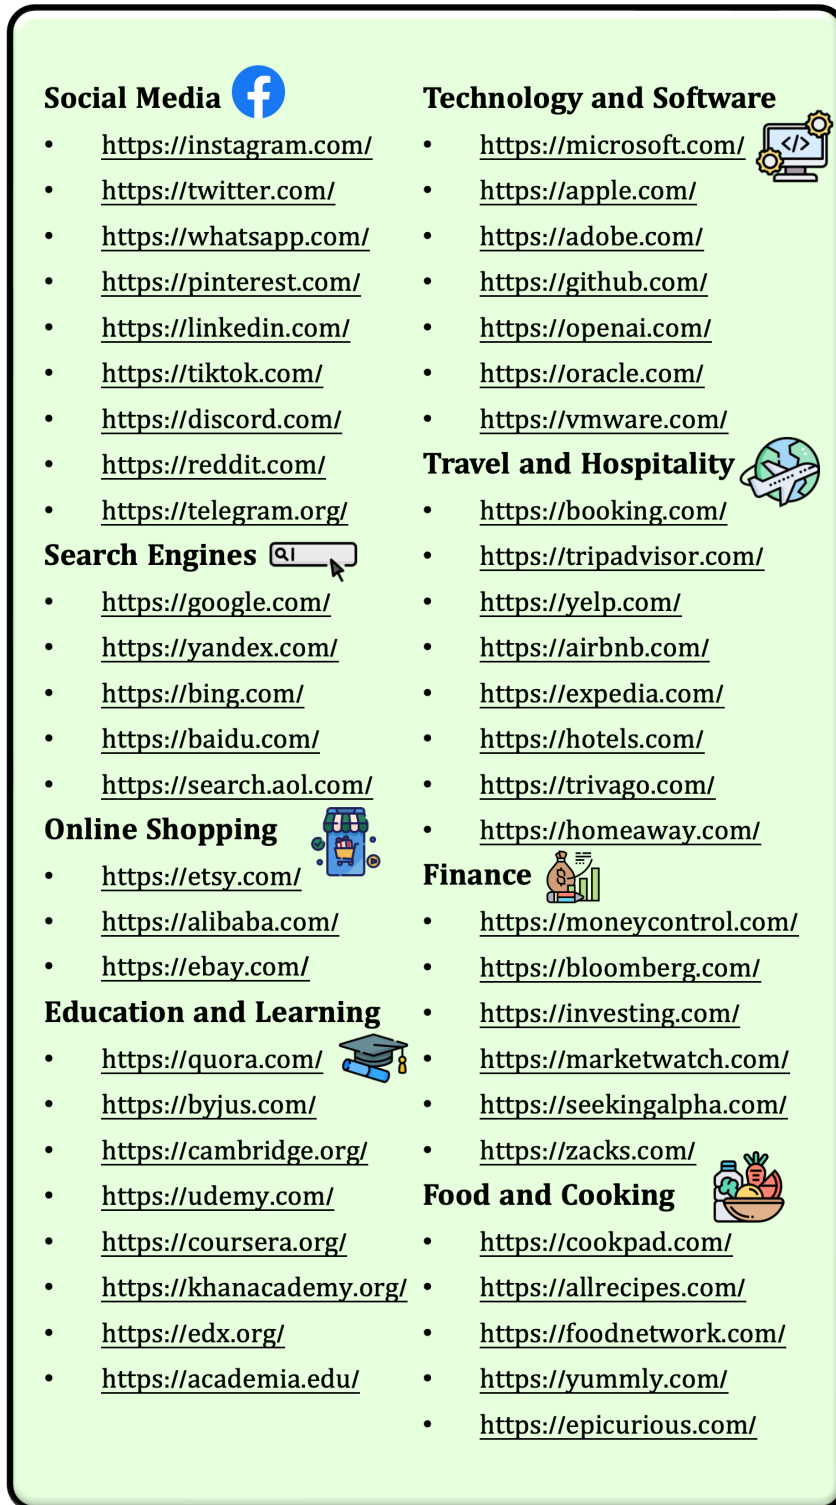 Social Media
• https://instagram.com/
• https://twitter.com/
• https://whatsapp.com/
• https://pinterest.com/
• https://linkedin.com/
• https://tiktok.com/
• https://discord.com/
• https://reddit.com/
• https://telegram.org/
Search Engines
• https://google.com/
• https://yandex.com/
• https://bing.com/
• https://baidu.com/
• https://search.aol.com/
Online Shopping
• https://etsy.com/
• https://alibaba.com/
• https://ebay.com/
Education and Learning
• https://quora.com/
• https://byjus.com/
• https://cambridge.org/
• https://udemy.com/
• https://coursera.org/
• https://khanacademy.org/
• https://edx.org/
• https://academia.edu/
Technology and Software
• https://microsoft.com/
• https://apple.com/
• https://adobe.com/
• https://github.com/
• https://openai.com/
• https://oracle.com/
• https://vmware.com/
Travel and Hospitality
• https://booking.com/
• https://tripadvisor.com/
• https://yelp.com/
• https://airbnb.com/
• https://expedia.com/
• https://hotels.com/
• https://trivago.com/
• https://homeaway.com/
Finance
• https://moneycontrol.com/
• https://bloomberg.com/
• https://investing.com/
• https://marketwatch.com/
• https://seekingalpha.com/
• https://zacks.com/
Food and Cooking
• https://cookpad.com/
• https://allrecipes.com/
• https://foodnetwork.com/
• https://yummly.com/
• https://epicurious.com/